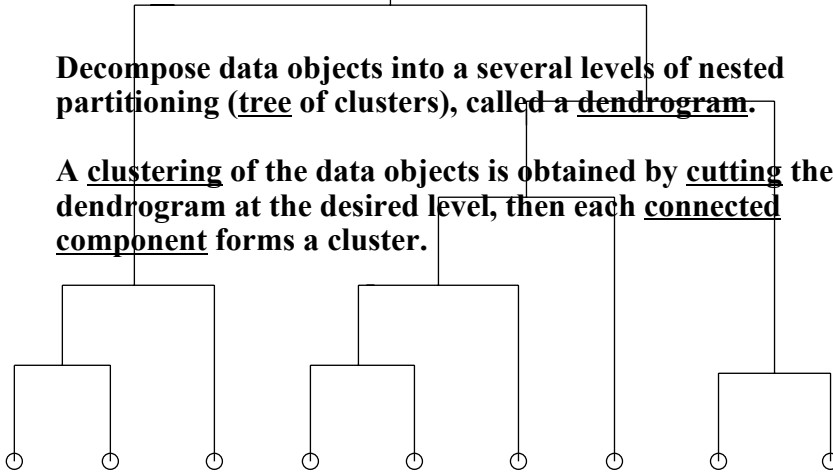 Decompose data objects into a several levels of nested
partitioning (tree of clusters), called a dendrogram.
A clustering of the data objects is obtained by cutting the
dendrogram at the desired level, then each connected
component forms a cluster.